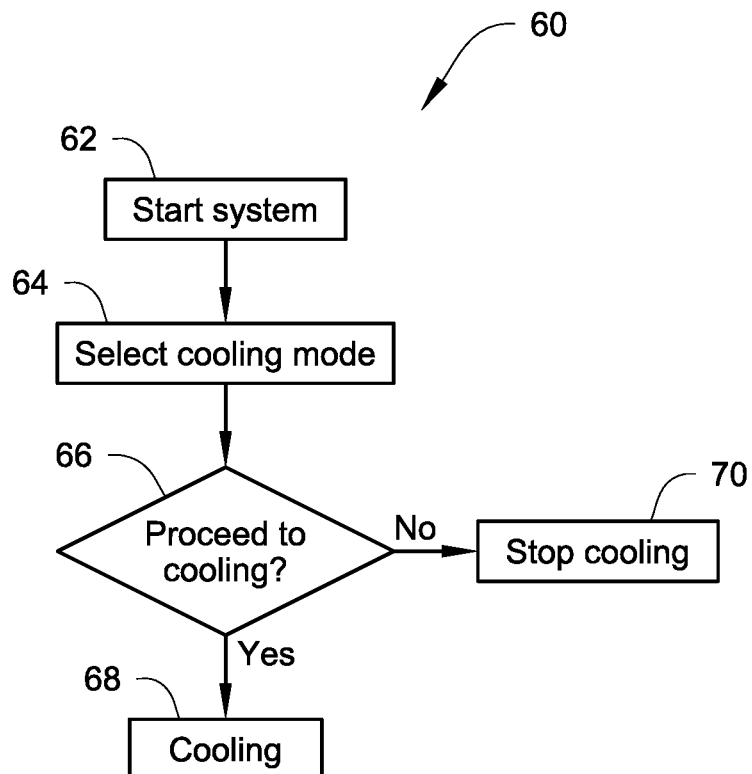 60
62
Start system
64
Select cooling mode
66
Proceed to
cooling?
No
70
Stop cooling
Yes
68
Cooling